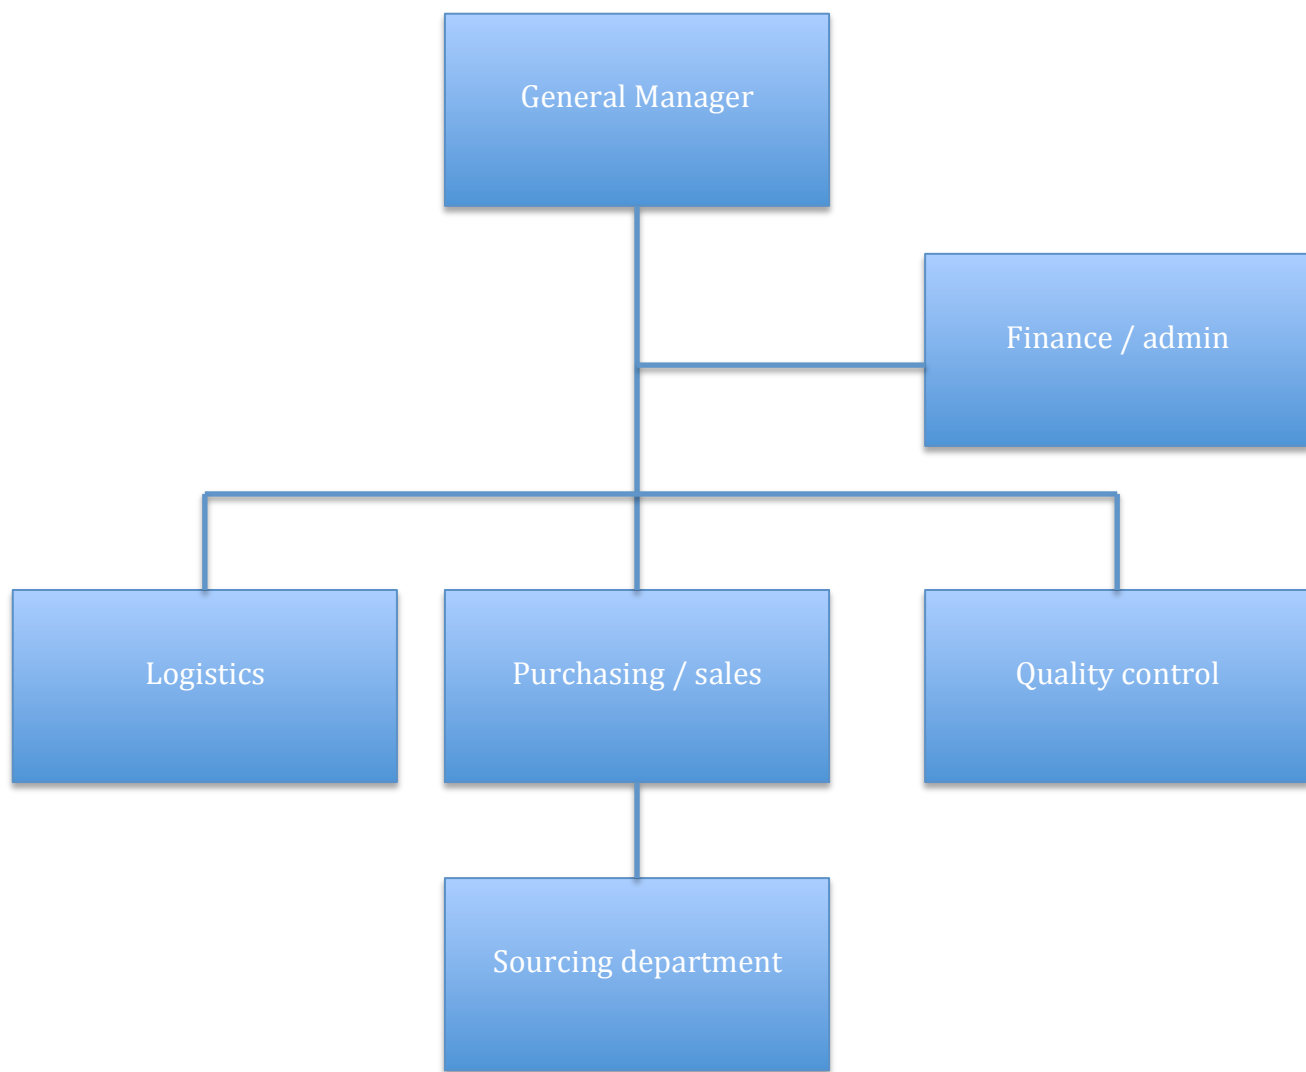 General Manager
Finance / admin
Logistics
Purchasing / sales
Quality control
Sourcing department